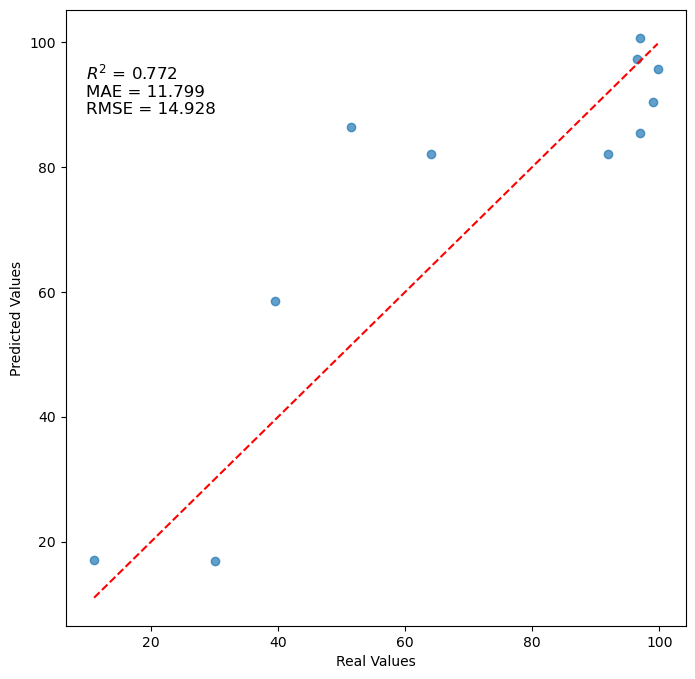 R² = 0.772
MAE = 11.799
RMSE = 14.928
100
80
60
40
20
Predicted Values
20 40 60 80 100
Real Values